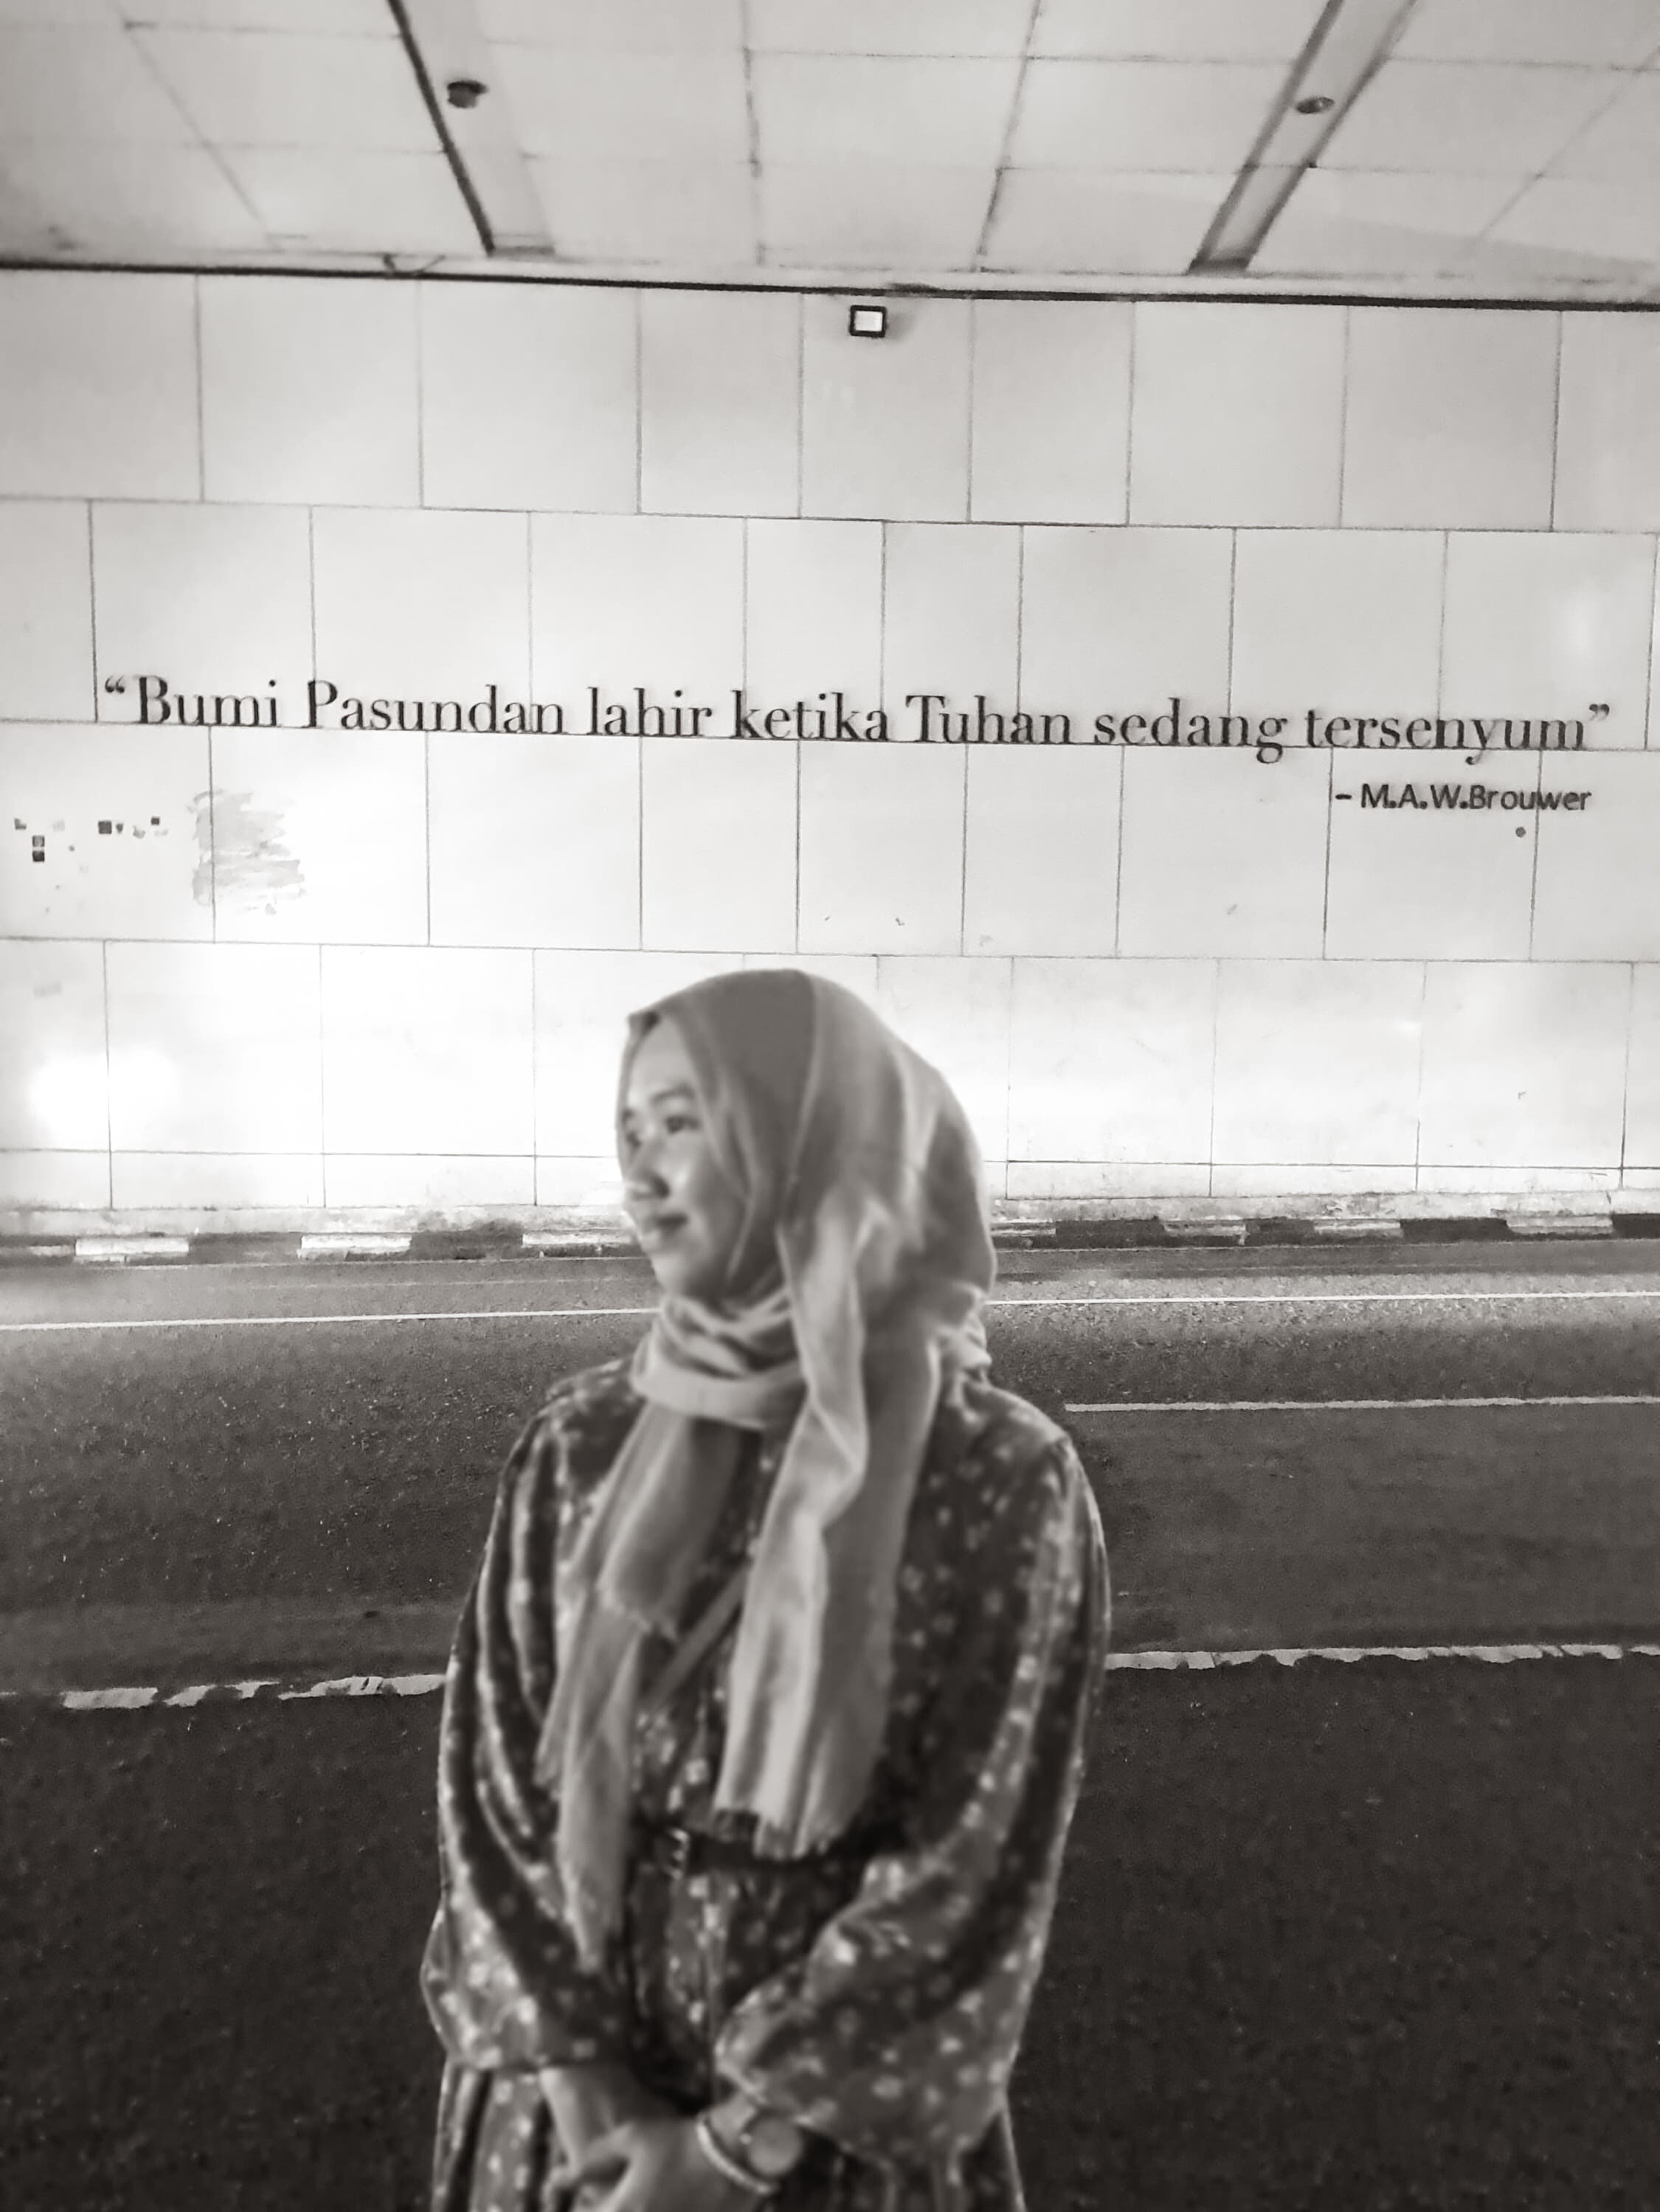 “Bumi Pasundan lahir ketika Tuhan sedang tersenyum”
– M.A.W.Brouwer